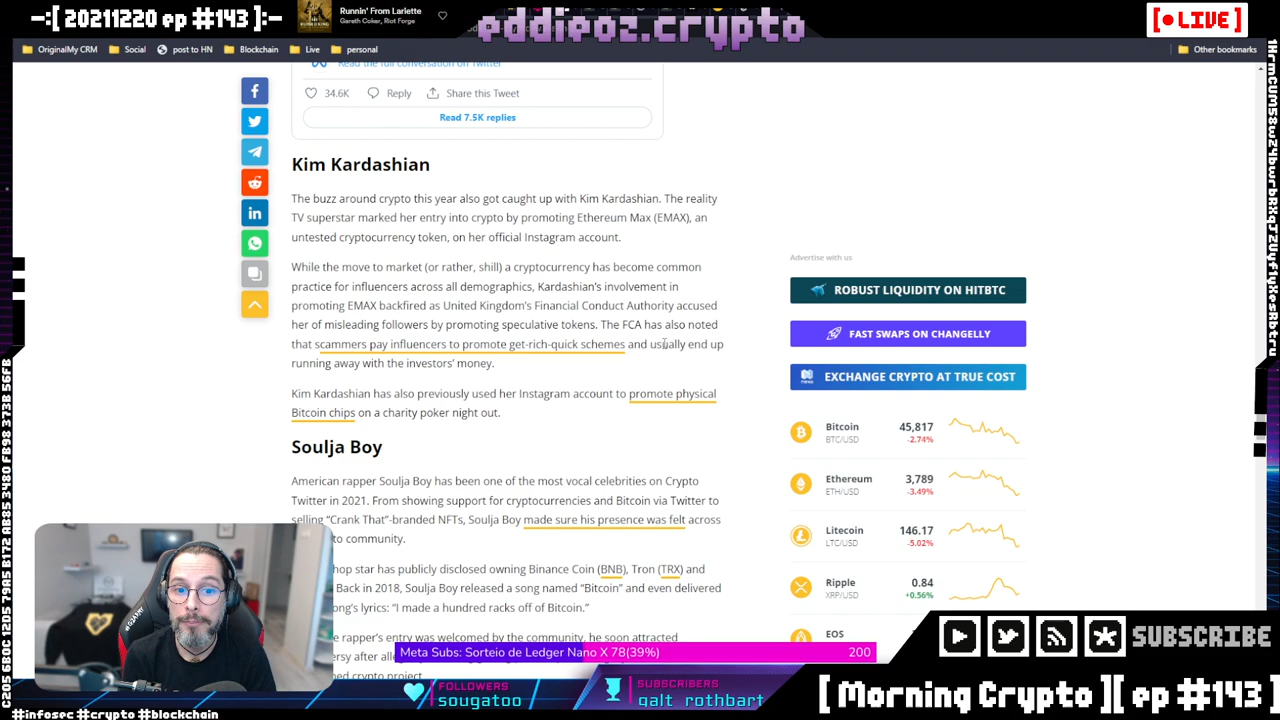 -:[ 20211220 ep #143 ]:-
Runnin' From Larlette
Gareth Coker, Riot Forge
eddieoz.crypto
[ ● LIVE ]
OriginalMy CRM
Social
post to HN
Blockchain
Live
personal
Other bookmarks
Read the full conversation on Twitter
34.6K
Reply
Share this Tweet
Read 7.5K replies
Kim Kardashian
The buzz around crypto this year also got caught up with Kim Kardashian. The reality
TV superstar marked her entry into crypto by promoting Ethereum Max (EMAX), an
untested cryptocurrency token, on her official Instagram account.
While the move to market (or rather, shill) a cryptocurrency has become common
practice for influencers across all demographics, Kardashian's involvement in
promoting EMAX backfired as United Kingdom's Financial Conduct Authority accused
her of misleading followers by promoting speculative tokens. The FCA has also noted
that scammers pay influencers to promote get-rich-quick schemes and usually end up
running away with the investors' money.
Kim Kardashian has also previously used her Instagram account to promote physical
Bitcoin chips on a charity poker night out.
Soulja Boy
American rapper Soulja Boy has been one of the most vocal celebrities on Crypto
Twitter in 2021. From showing support for cryptocurrencies and Bitcoin via Twitter to
selling "Crank That"-branded NFTs, Soulja Boy made sure his presence was felt across
to community.
hop star has publicly disclosed owning Binance Coin (BNB), Tron (TRX) and
Back in 2018, Soulja Boy released a song named "Bitcoin" and even delivered
ong's lyrics: "I made a hundred racks off of Bitcoin."
e rapper's entry was welcomed by the community, he soon attracted
ersy after
ed crypto project.
Advertise with us
ROBUST LIQUIDITY ON HITBTC
FAST SWAPS ON CHANGELLY
EXCHANGE CRYPTO AT TRUE COST
Bitcoin
BTC/USD
45,817
-2.74%
Ethereum
ETH/USD
3,789
-3.49%
Litecoin
LTC/USD
146.17
-5.02%
Ripple
XRP/USD
0.84
+0.56%
EOS
Meta Subs: Sorteio de Ledger Nano X 78(39%)
200
FOLLOWERS
sougatoo
SUBSCRIBERS
galt_rothbart
SUBSCRIBE
[ Morning Crypto ][ ep #143 ]
#infosec #crypto #blockchain